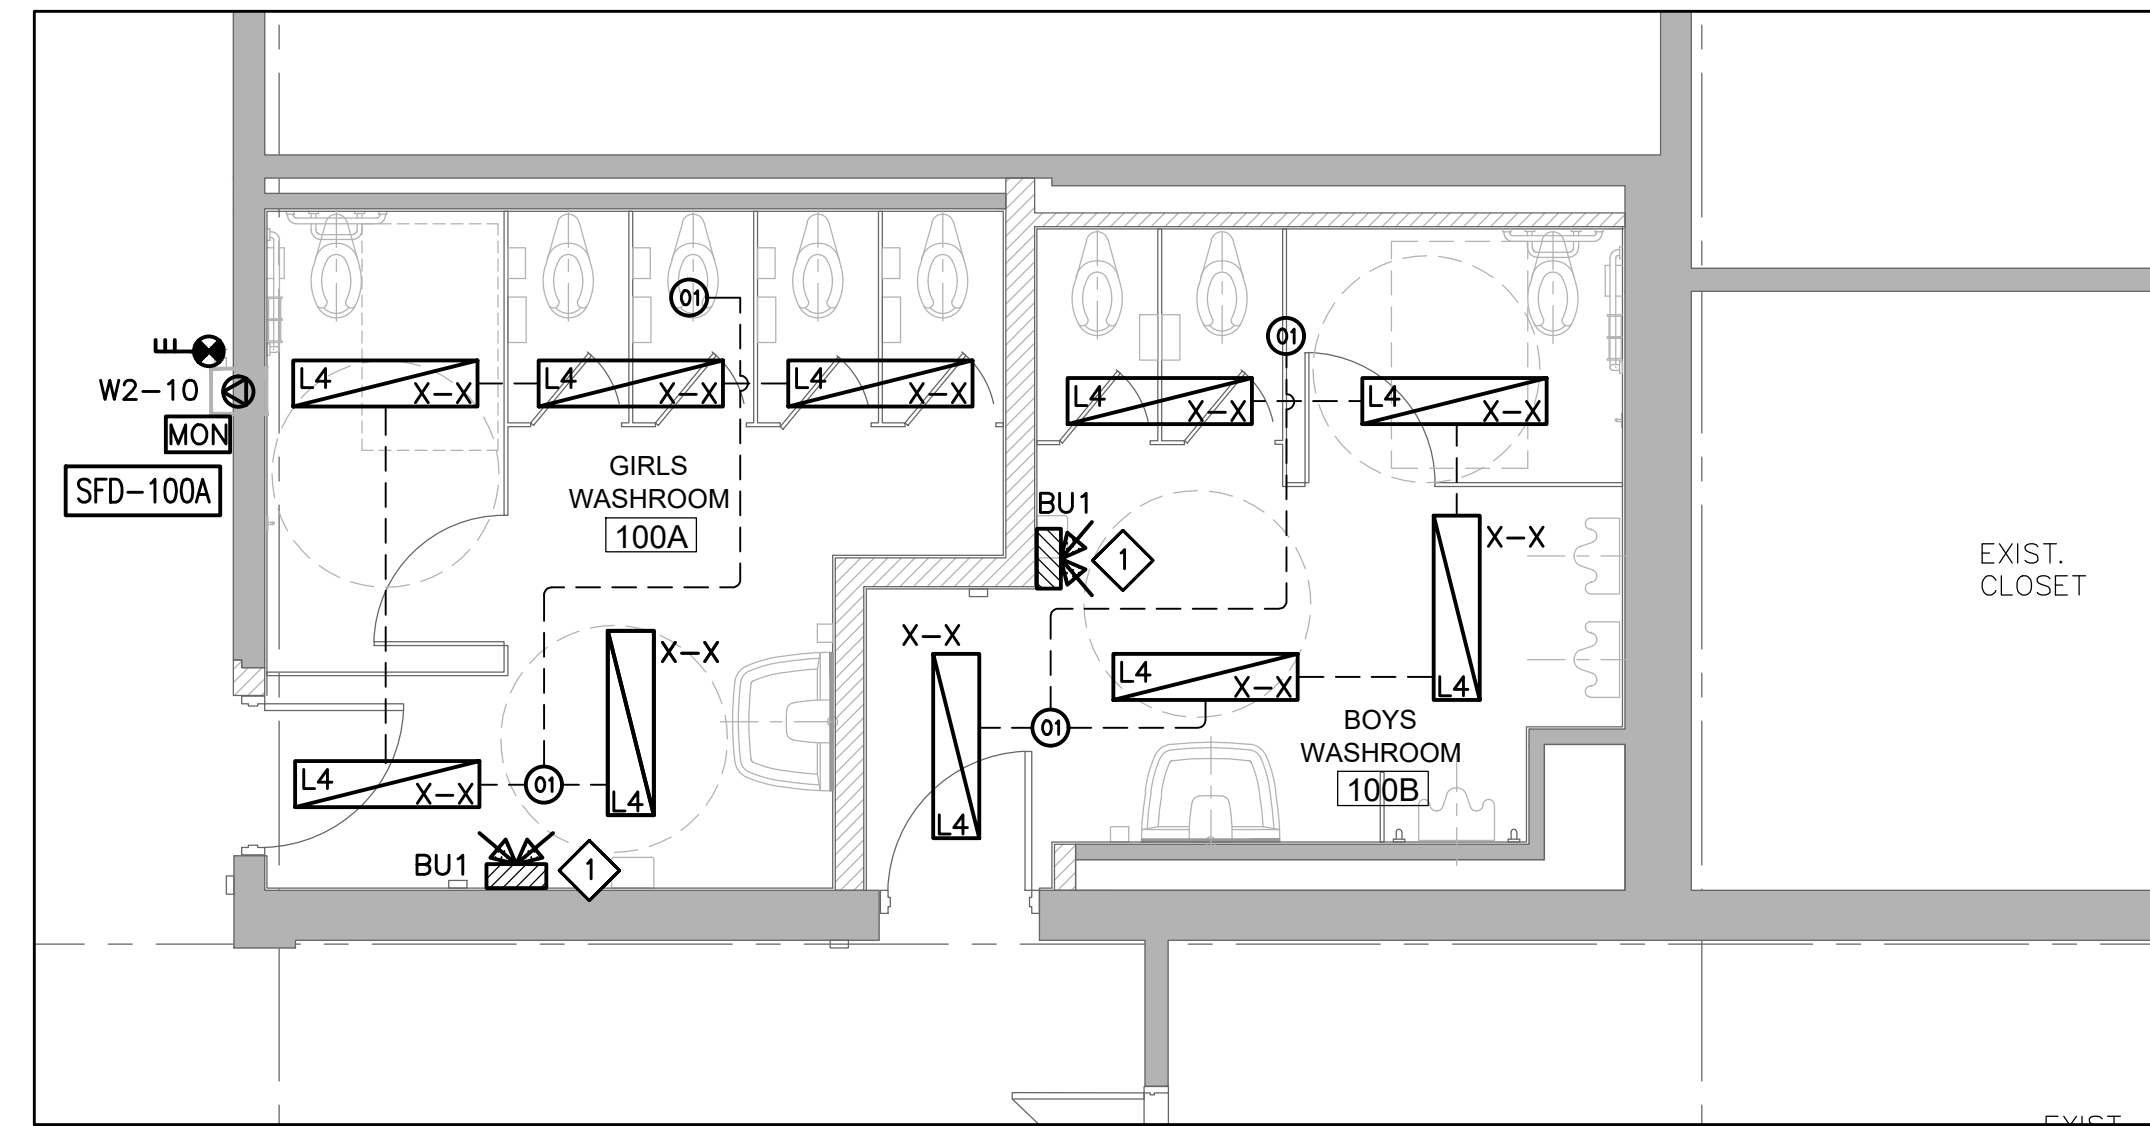 E
W2-10
MON
SFD-100A
L4
X-X
L4
X-X
L4
X-X
01
GIRLS
WASHROOM
100A
L4
X-X
01
X-X
L4
BU1
1
01
L4
X-X
L4
X-X
BU1
1
X-X
L4
X-X
L4
01
L4
X-X
BOYS
WASHROOM
100B
EXIST.
CLOSET